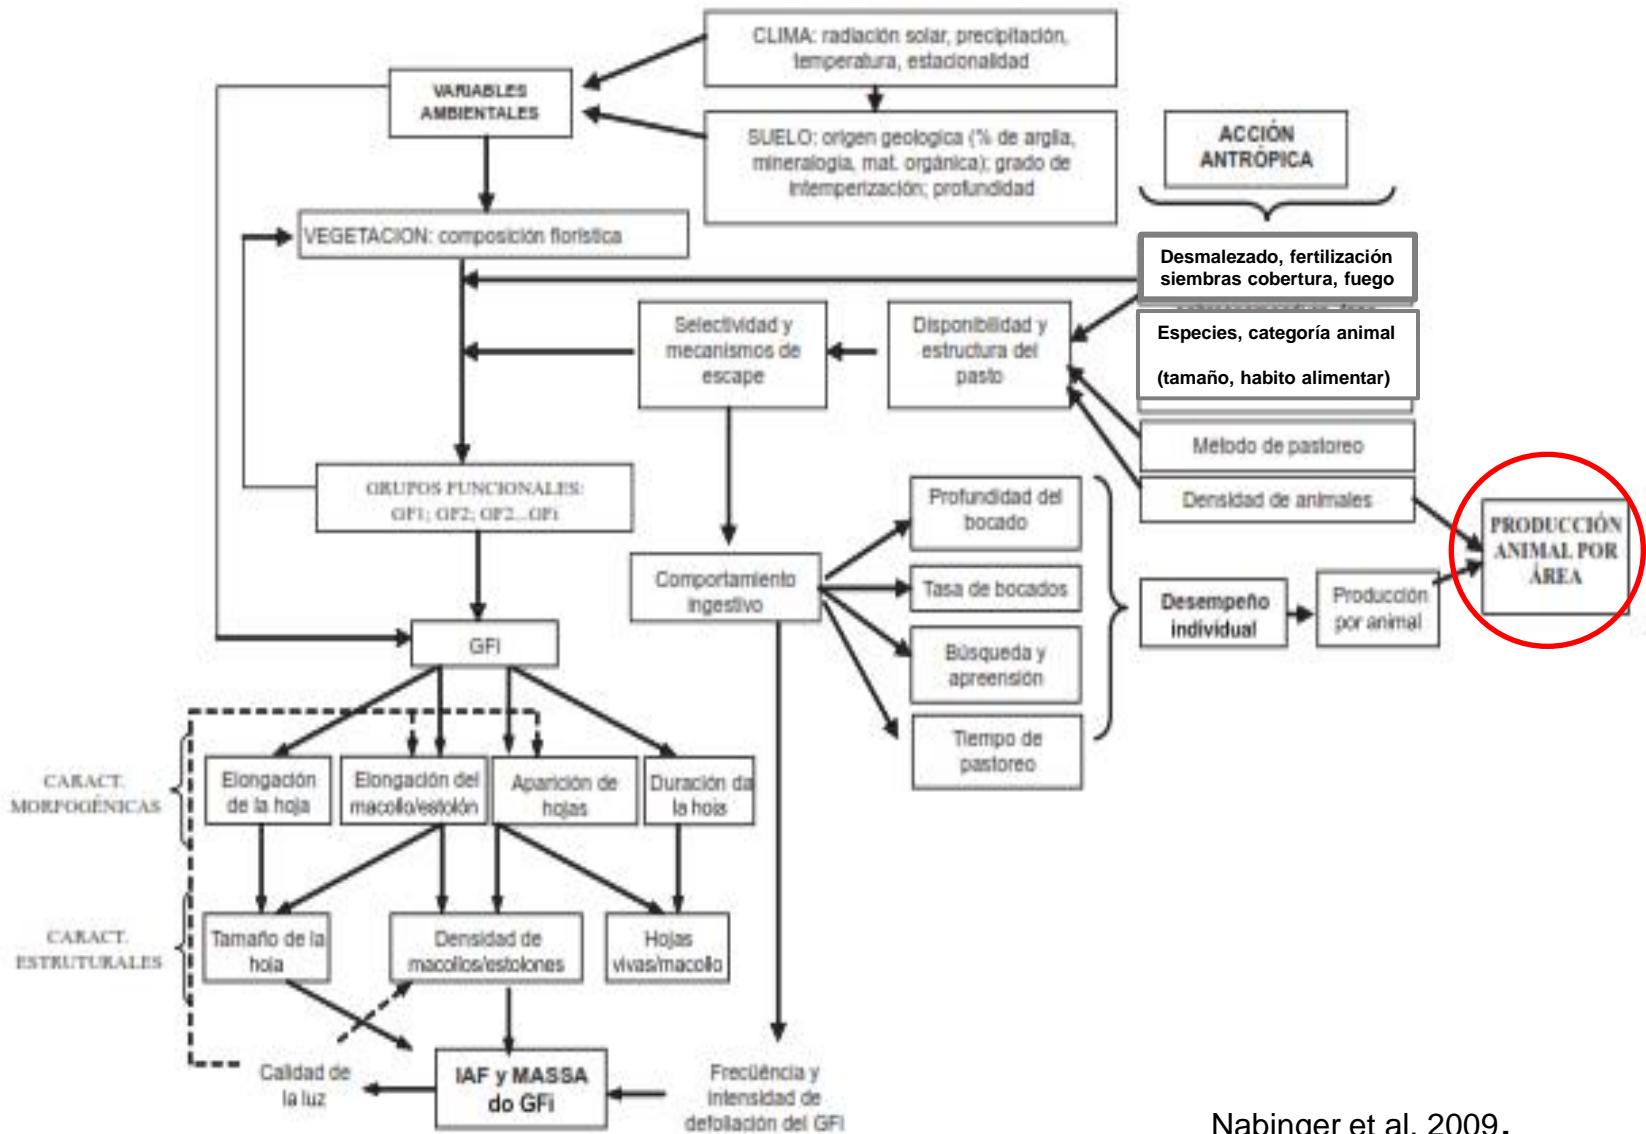 CLIMA: radiación solar, precipitación,
temperatura, estacionalidad
VARIABLES
AMBIENTALES
SUELO: origen geologica (% de argila,
mineralogia, mat. orgánica); grado de
intemperización; profundidad
ACCIÓN
ANTRÓPICA
VEGETACION: composición florística
Desmalezado, fertilización
siembras cobertura, fuego
Selectividad y
mecanismos de
escape
Disponibilidad y
estructura del
pasto
Especies, categoría animal
(tamaño, habito alimentar)
Método de pastoreo
GRUPOS FUNCIONALES:
GF1; GF2; GF2...GFi
Profundidad del
bocado
Densidad de animales
PRODUCCIÓN
ANIMAL POR
ÁREA
Comportamiento
ingestivo
Tasa de bocados
Desempeño
individual
Producción
por animal
GFi
Búsqueda y
apreensión
Tiempo de
pastoreo
CARACT.
MORFOGÉNICAS
Elongación
de la hoja
Elongación del
macollo/estolón
Aparición de
hojas
Duración da
la hoja
CARACT.
ESTRUTURALES
Tamaño de la
hoja
Densidad de
macollos/estolones
Hojas
vivas/macollo
Calidad de
la luz
IAF y MASSA
do GFi
Freqüência y
intensidad de
defoliación del GFI
Nabinger et al. 2009.